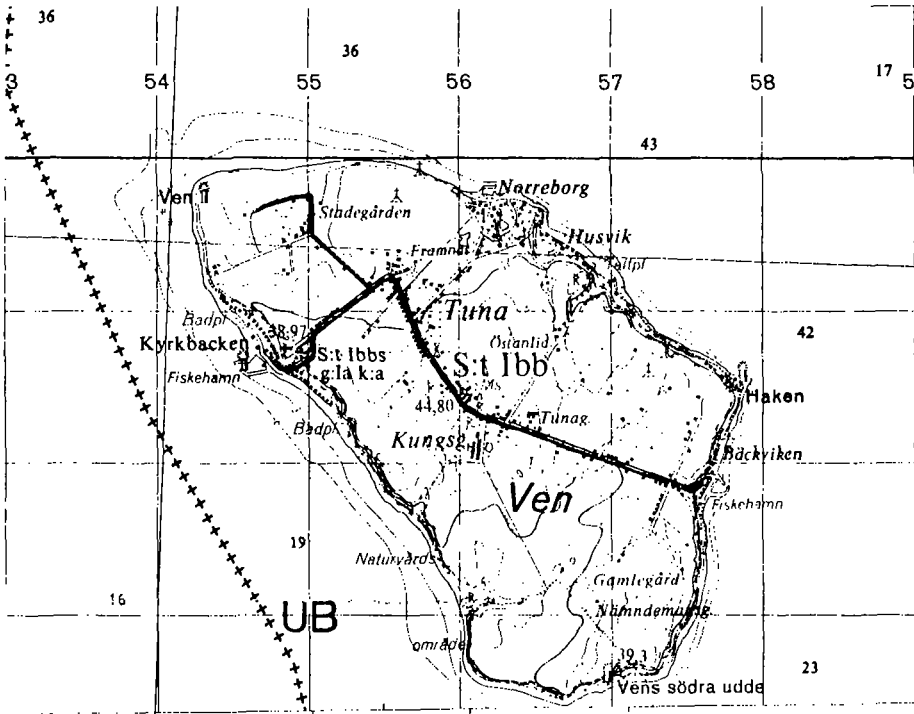 36
36
3
54
55
56
57
58
17
5
43
Ven
Stadegården
Norreborg
Framnäs
Husvik
Badpl
38,97
Tuna
Östanlid
42
Kyrkbacken
S:t Ibbs
g:la k:a
S:t Ibb
Fiskehamn
44,80
Haken
Tunag.
Badpl
Kungsg
Bäckviken
Ven
Fiskehamn
19
Naturvårds
16
UB
Gamlegård
Nämndemansg
område
39,3
23
Vens södra udde